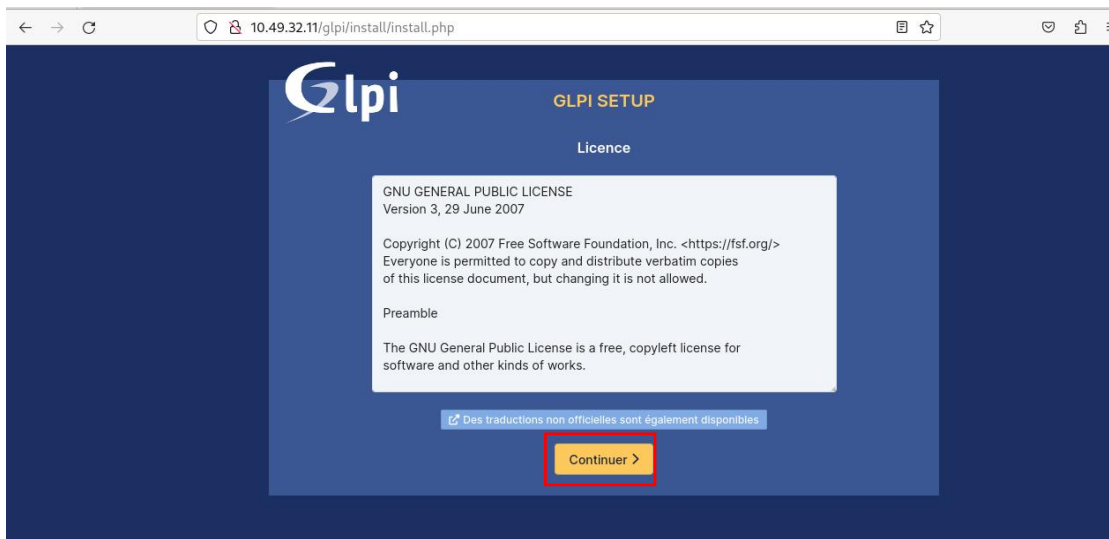 10.49.32.11/glpi/install/install.php
Glpi
GLPI SETUP
Licence
GNU GENERAL PUBLIC LICENSE
Version 3, 29 June 2007
Copyright (C) 2007 Free Software Foundation, Inc. <https://fsf.org/>
Everyone is permitted to copy and distribute verbatim copies
of this license document, but changing it is not allowed.
Preamble
The GNU General Public License is a free, copyleft license for
software and other kinds of works.
Des traductions non officielles sont également disponibles
Continuer